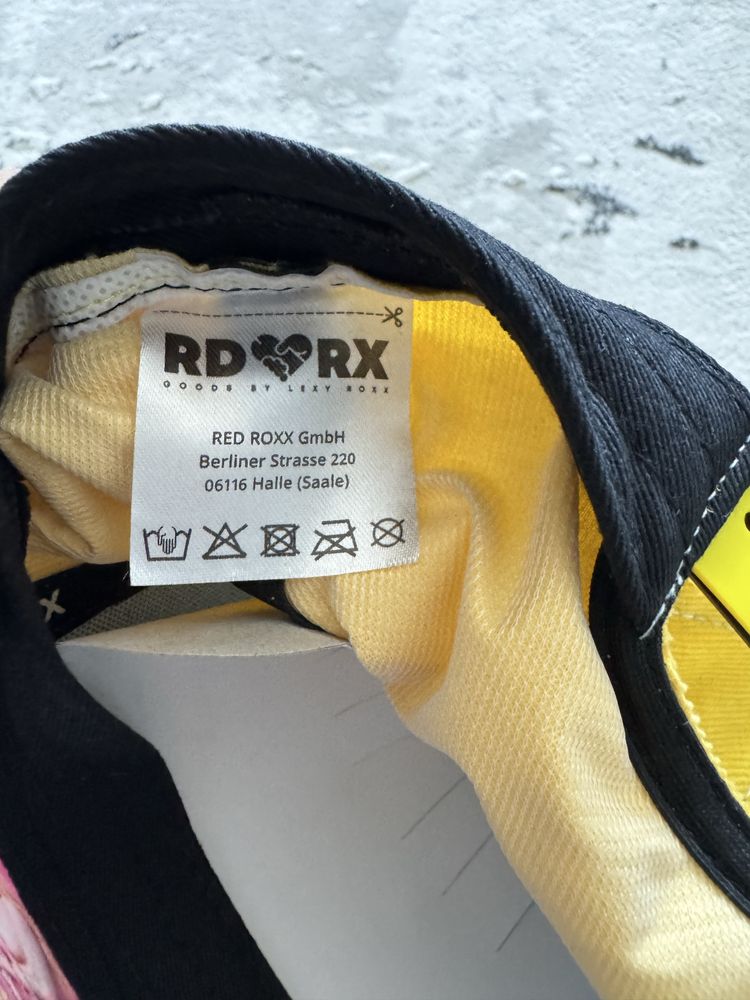 RD RX
GOODS BY LEXY ROXX
RED ROXX GmbH
Berliner Strasse 220
06116 Halle (Saale)
X